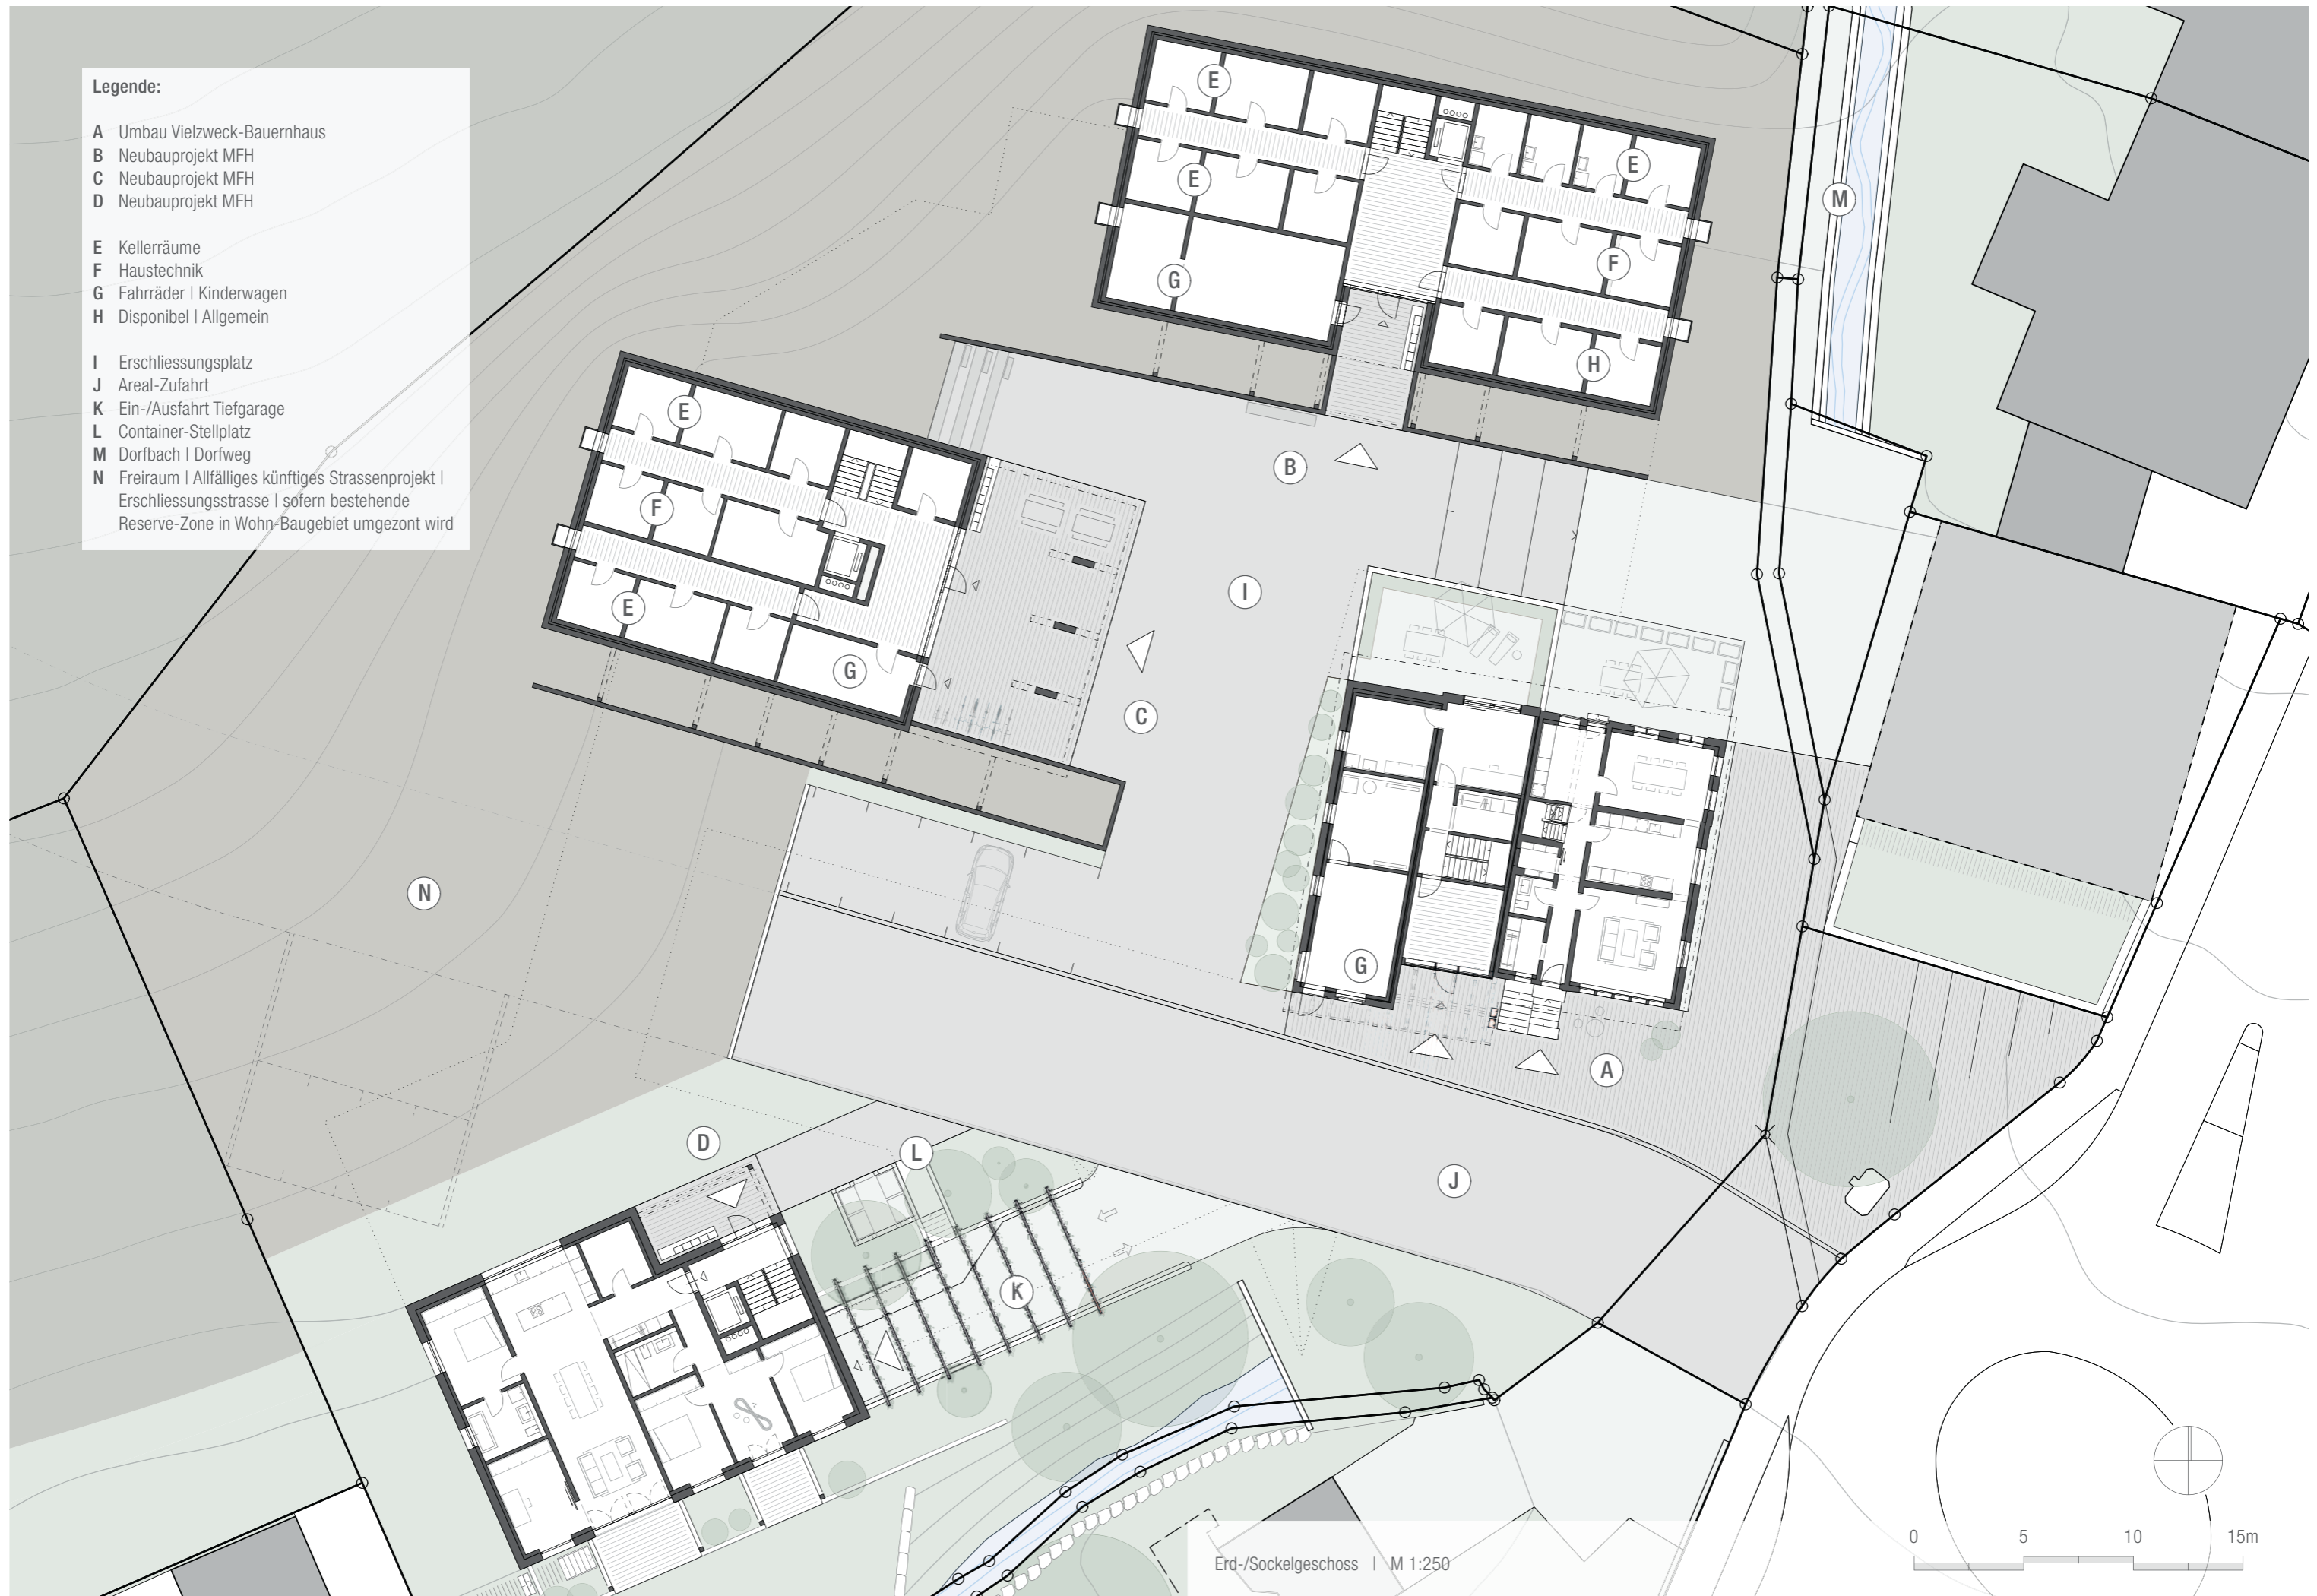 Legende:
A Umbau Vielzweck-Bauernhaus
B Neubauprojekt MFH
C Neubauprojekt MFH
D Neubauprojekt MFH
E Kellerräume
F Haustechnik
G Fahrräder | Kinderwagen
H Disponibel | Allgemein
I Erschliessungsplatz
J Areal-Zufahrt
K Ein-/Ausfahrt Tiefgarage
L Container-Stellplatz
M Dorfbach | Dorfweg
N Freiraum | Allfälliges künftiges Strassenprojekt |
Erschliessungsstrasse | sofern bestehende
Reserve-Zone in Wohn-Baugebiet umgezont wird
E
E
E
M
E
F
G
H
E
B
F
I
E
G
C
N
G
A
D
L
J
K
0 5 10 15m
Erd-/Sockelgeschoss | M 1:250